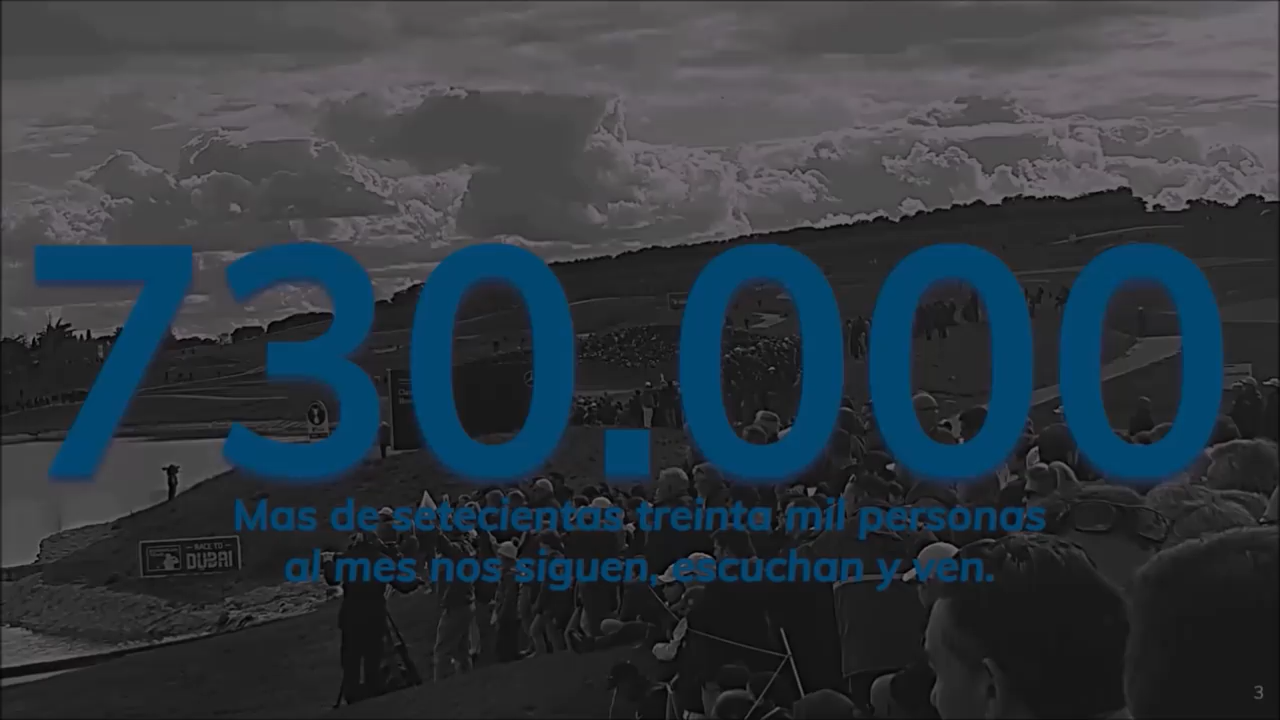 730.000
Mas de setecientas treinta mil personas
al mes nos siguen, escuchan y ven.
RACE TO
DUBAI
3